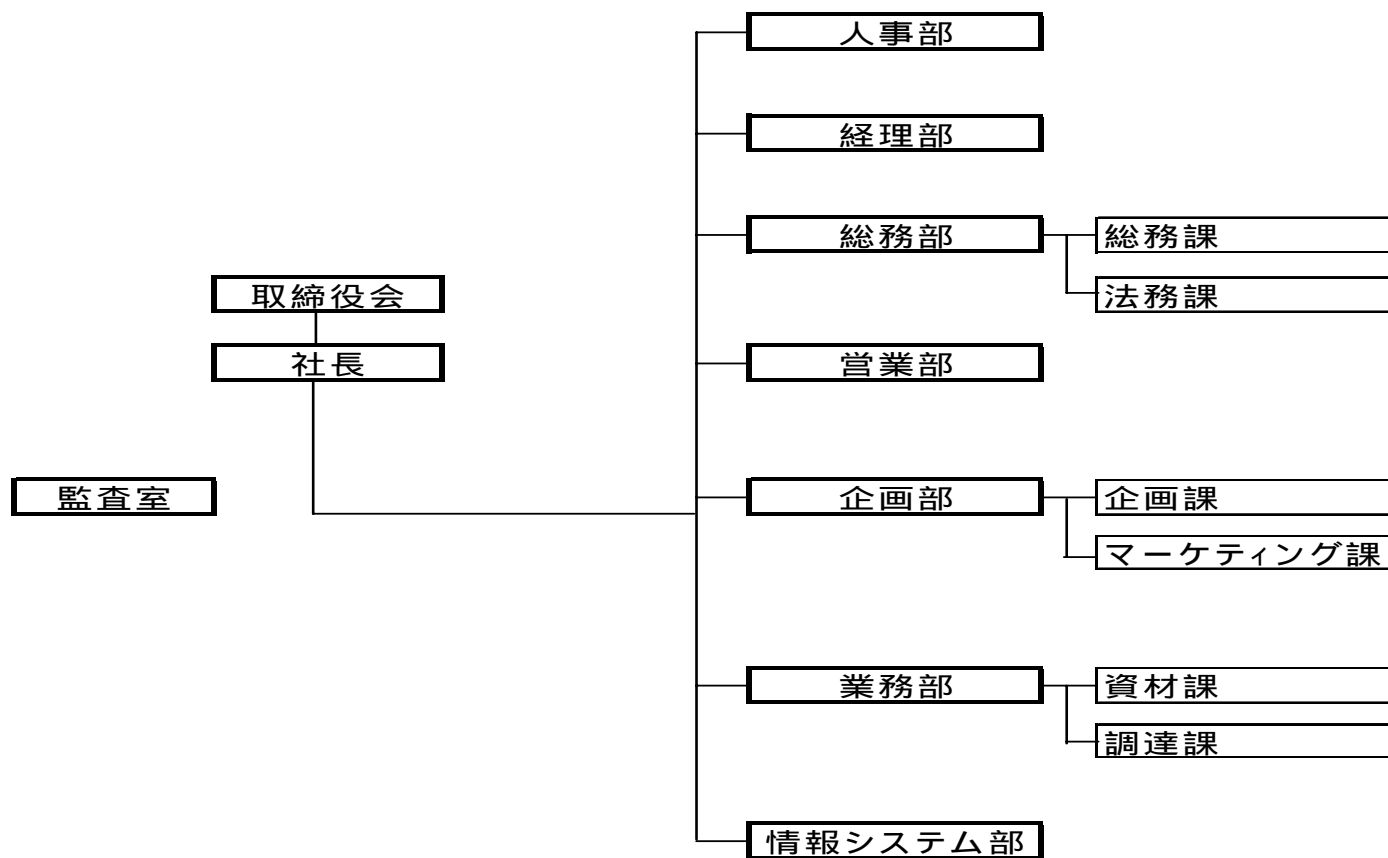 人事部
経理部
総務部
総務課
法務課
取締役会
社長
営業部
監査室
企画部
企画課
マーケティング課
業務部
資材課
調達課
情報システム部